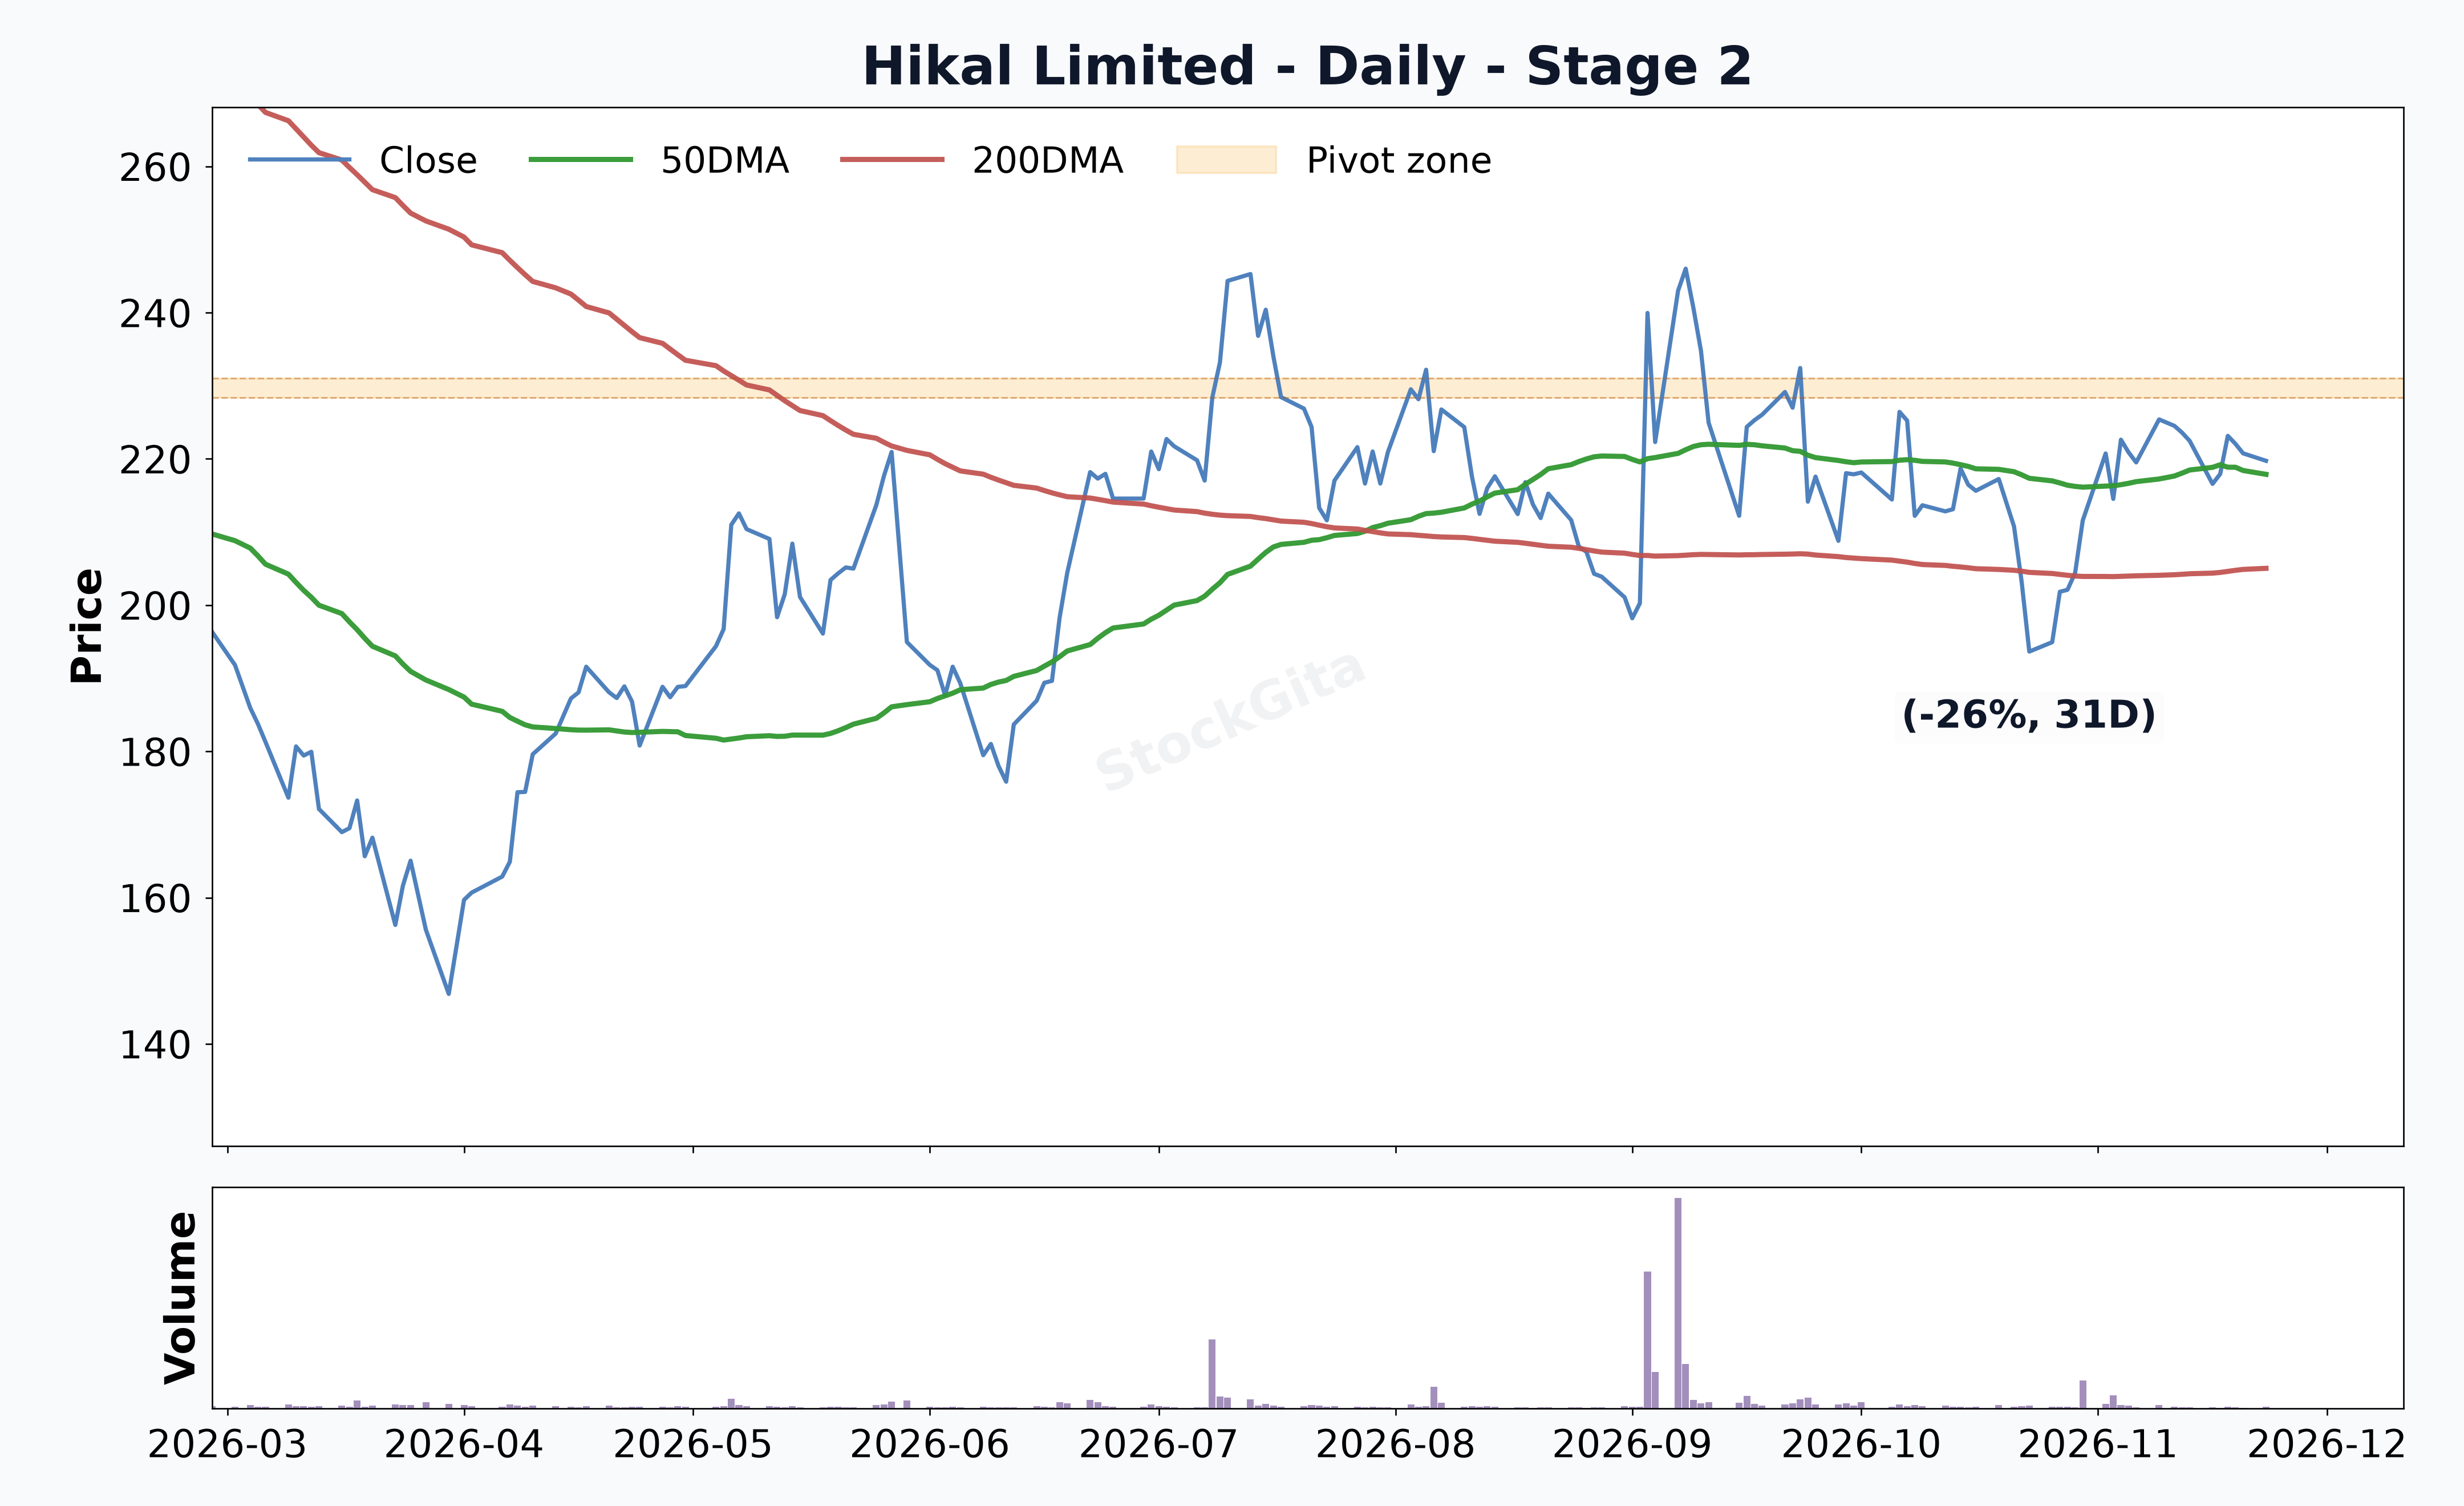 Hikal Limited - Daily - Stage 2
Close
50DMA
200DMA
Pivot zone
260
240
220
200
180
160
140
Price
StockGita
(-26%, 31D)
Volume
2026-03
2026-04
2026-05
2026-06
2026-07
2026-08
2026-09
2026-10
2026-11
2026-12